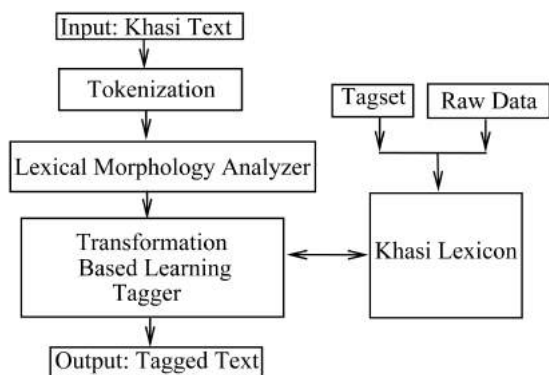 Input: Khasi Text
Tokenization
Lexical Morphology Analyzer
Transformation
Based Learning
Tagger
Output: Tagged Text
Tagset
Raw Data
Khasi Lexicon